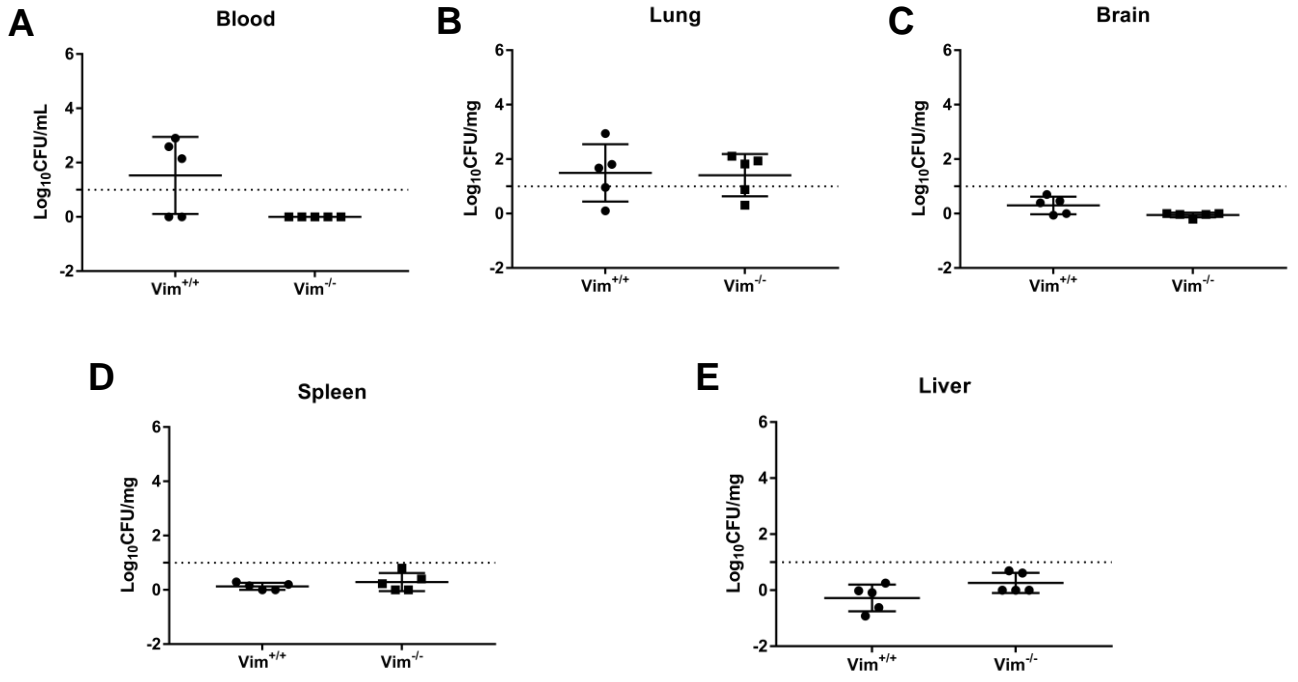 A
Blood
6
4
2
0
-2
Log₁₀CFU/mL
Vim⁺/⁺
Vim⁻/⁻
B
Lung
6
4
2
0
-2
Log₁₀CFU/mg
Vim⁺/⁺
Vim⁻/⁻
C
Brain
6
4
2
0
-2
Log₁₀CFU/mg
Vim⁺/⁺
Vim⁻/⁻
D
Spleen
6
4
2
0
-2
Log₁₀CFU/mg
Vim⁺/⁺
Vim⁻/⁻
E
Liver
6
4
2
0
-2
Log₁₀CFU/mg
Vim⁺/⁺
Vim⁻/⁻